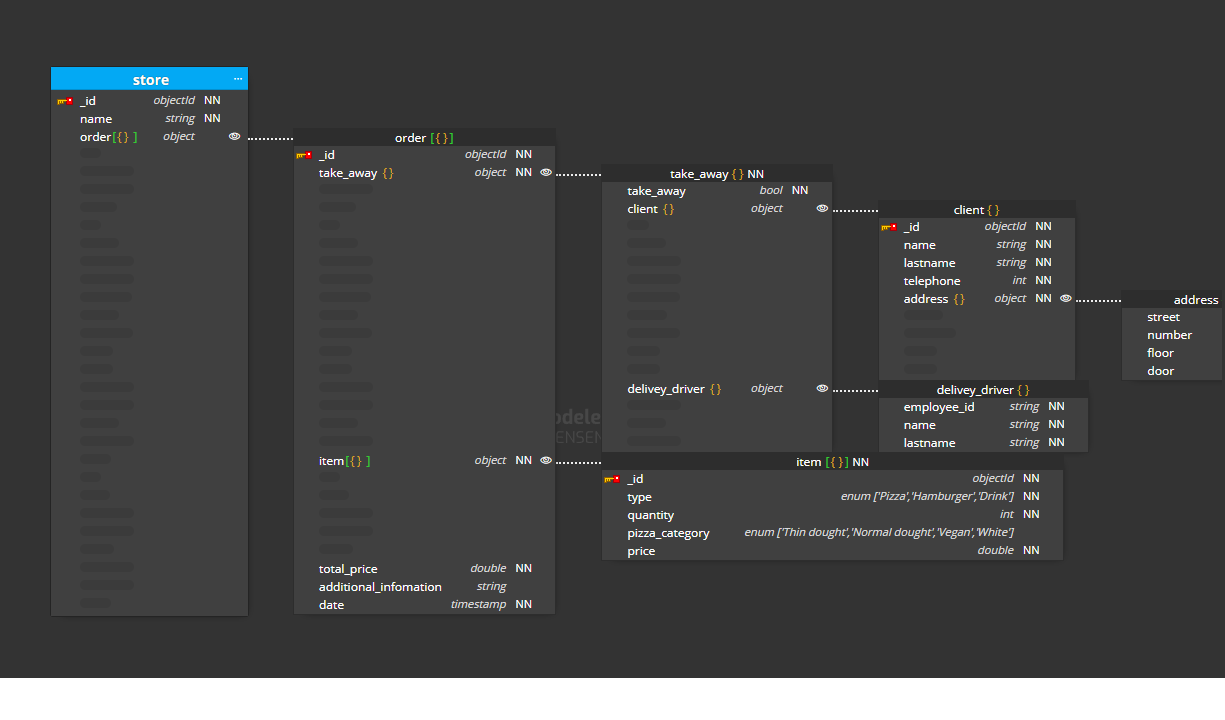 store ...
_id objectId NN
name string NN
order[{} ] object
order [{}]
_id objectId NN
take_away {} object NN
item[{} ] object NN
total_price double NN
additional_infomation string
date timestamp NN
take_away {} NN
take_away bool NN
client {} object
delivey_driver {} object
client {}
_id objectId NN
name string NN
lastname string NN
telephone int NN
address {} object NN
address
street
number
floor
door
delivey_driver {}
employee_id string NN
name string NN
lastname string NN
item [{}] NN
_id objectId NN
type enum ['Pizza','Hamburger','Drink'] NN
quantity int NN
pizza_category enum ['Thin dought','Normal dought','Vegan','White']
price double NN